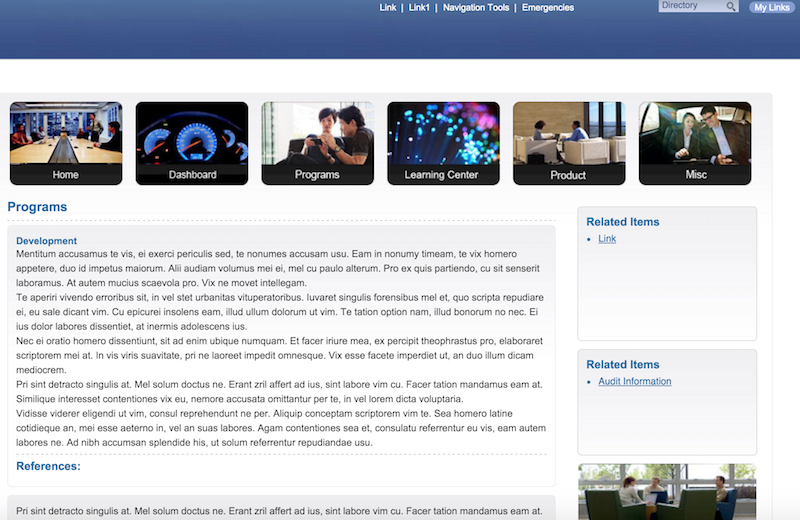 Link | Link1 | Navigation Tools | Emergencies
Directory
My Links
Home
Dashboard
Programs
Learning Center
Product
Misc
Programs
Development
Mentitum accusamus te vis, ei exerci periculis sed, te nonumes accusam usu. Eam in nonumy timeam, te vix homero
appetere, duo id impetus maiorum. Alii audiam volumus mei ei, mel cu paulo alterum. Pro ex quis partiendo, cu sit senserit
laboramus. At autem mucius scaevola pro. Vix ne movet intellegam.
Te aperiri vivendo erroribus sit, in vel stet urbanitas vituperatoribus. Iuvaret singulis forensibus mel et, quo scripta repudiare
ei, eu sale dicant vim. Cu epicurei insolens eam, illud ullum dolorum ut vim. Te tation option nam, illud bonorum no nec. Ei
ius dolor labores dissentiet, at inermis adolescens ius.
Nec ei oratio homero dissentiunt, sit ad enim ubique numquam. Et facer iriure mea, ex percipit theophrastus pro, elaboraret
scriptorem mei at. In vis viris suavitate, pri ne laoreet impedit omnesque. Vix esse facete imperdiet ut, an duo illum dicam
mediocrem.
Pri sint detracto singulis at. Mel solum doctus ne. Erant zril affert ad ius, sint labore vim cu. Facer tation mandamus eam at.
Similique interesset contentiones vix eu, nemore accusata omittantur per te, in vel lorem dicta voluptaria.
Vidisse viderer eligendi ut vim, consul reprehendunt ne per. Aliquip conceptam scriptorem vim te. Sea homero latine
cotidieque an, mei esse aeterno in, vel an suas labores. Agam contentiones sea et, consulatu referrentur eu vis, eam autem
labores ne. Ad nibh accumsan splendide his, ut solum referrentur repudiandae usu.
References:
Pri sint detracto singulis at. Mel solum doctus ne. Erant zril affert ad ius, sint labore vim cu. Facer tation mandamus eam at.
Related Items
• Link
Related Items
• Audit Information